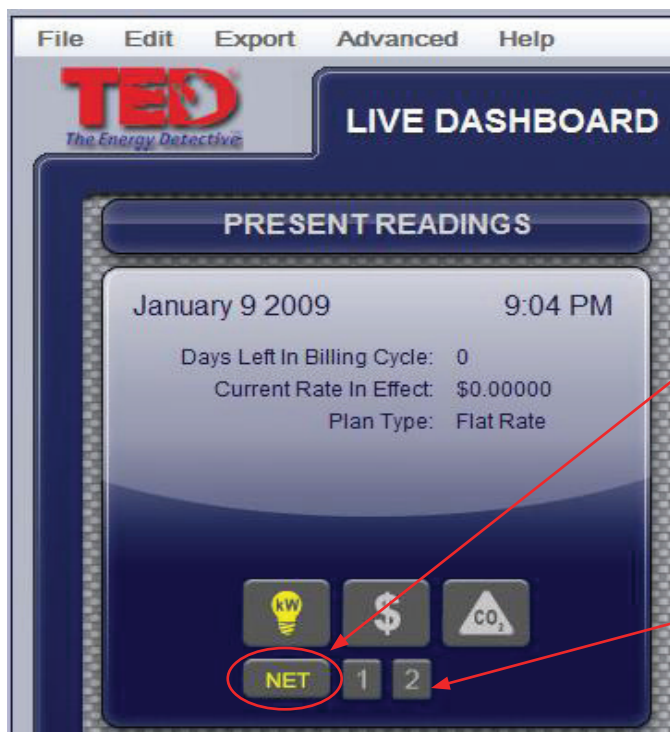 File Edit Export Advanced Help
TED
The Energy Detective
LIVE DASHBOARD
PRESENT READINGS
January 9 2009 9:04 PM
Days Left In Billing Cycle: 0
Current Rate In Effect: $0.00000
Plan Type: Flat Rate
kW $ CO₂
NET 1 2